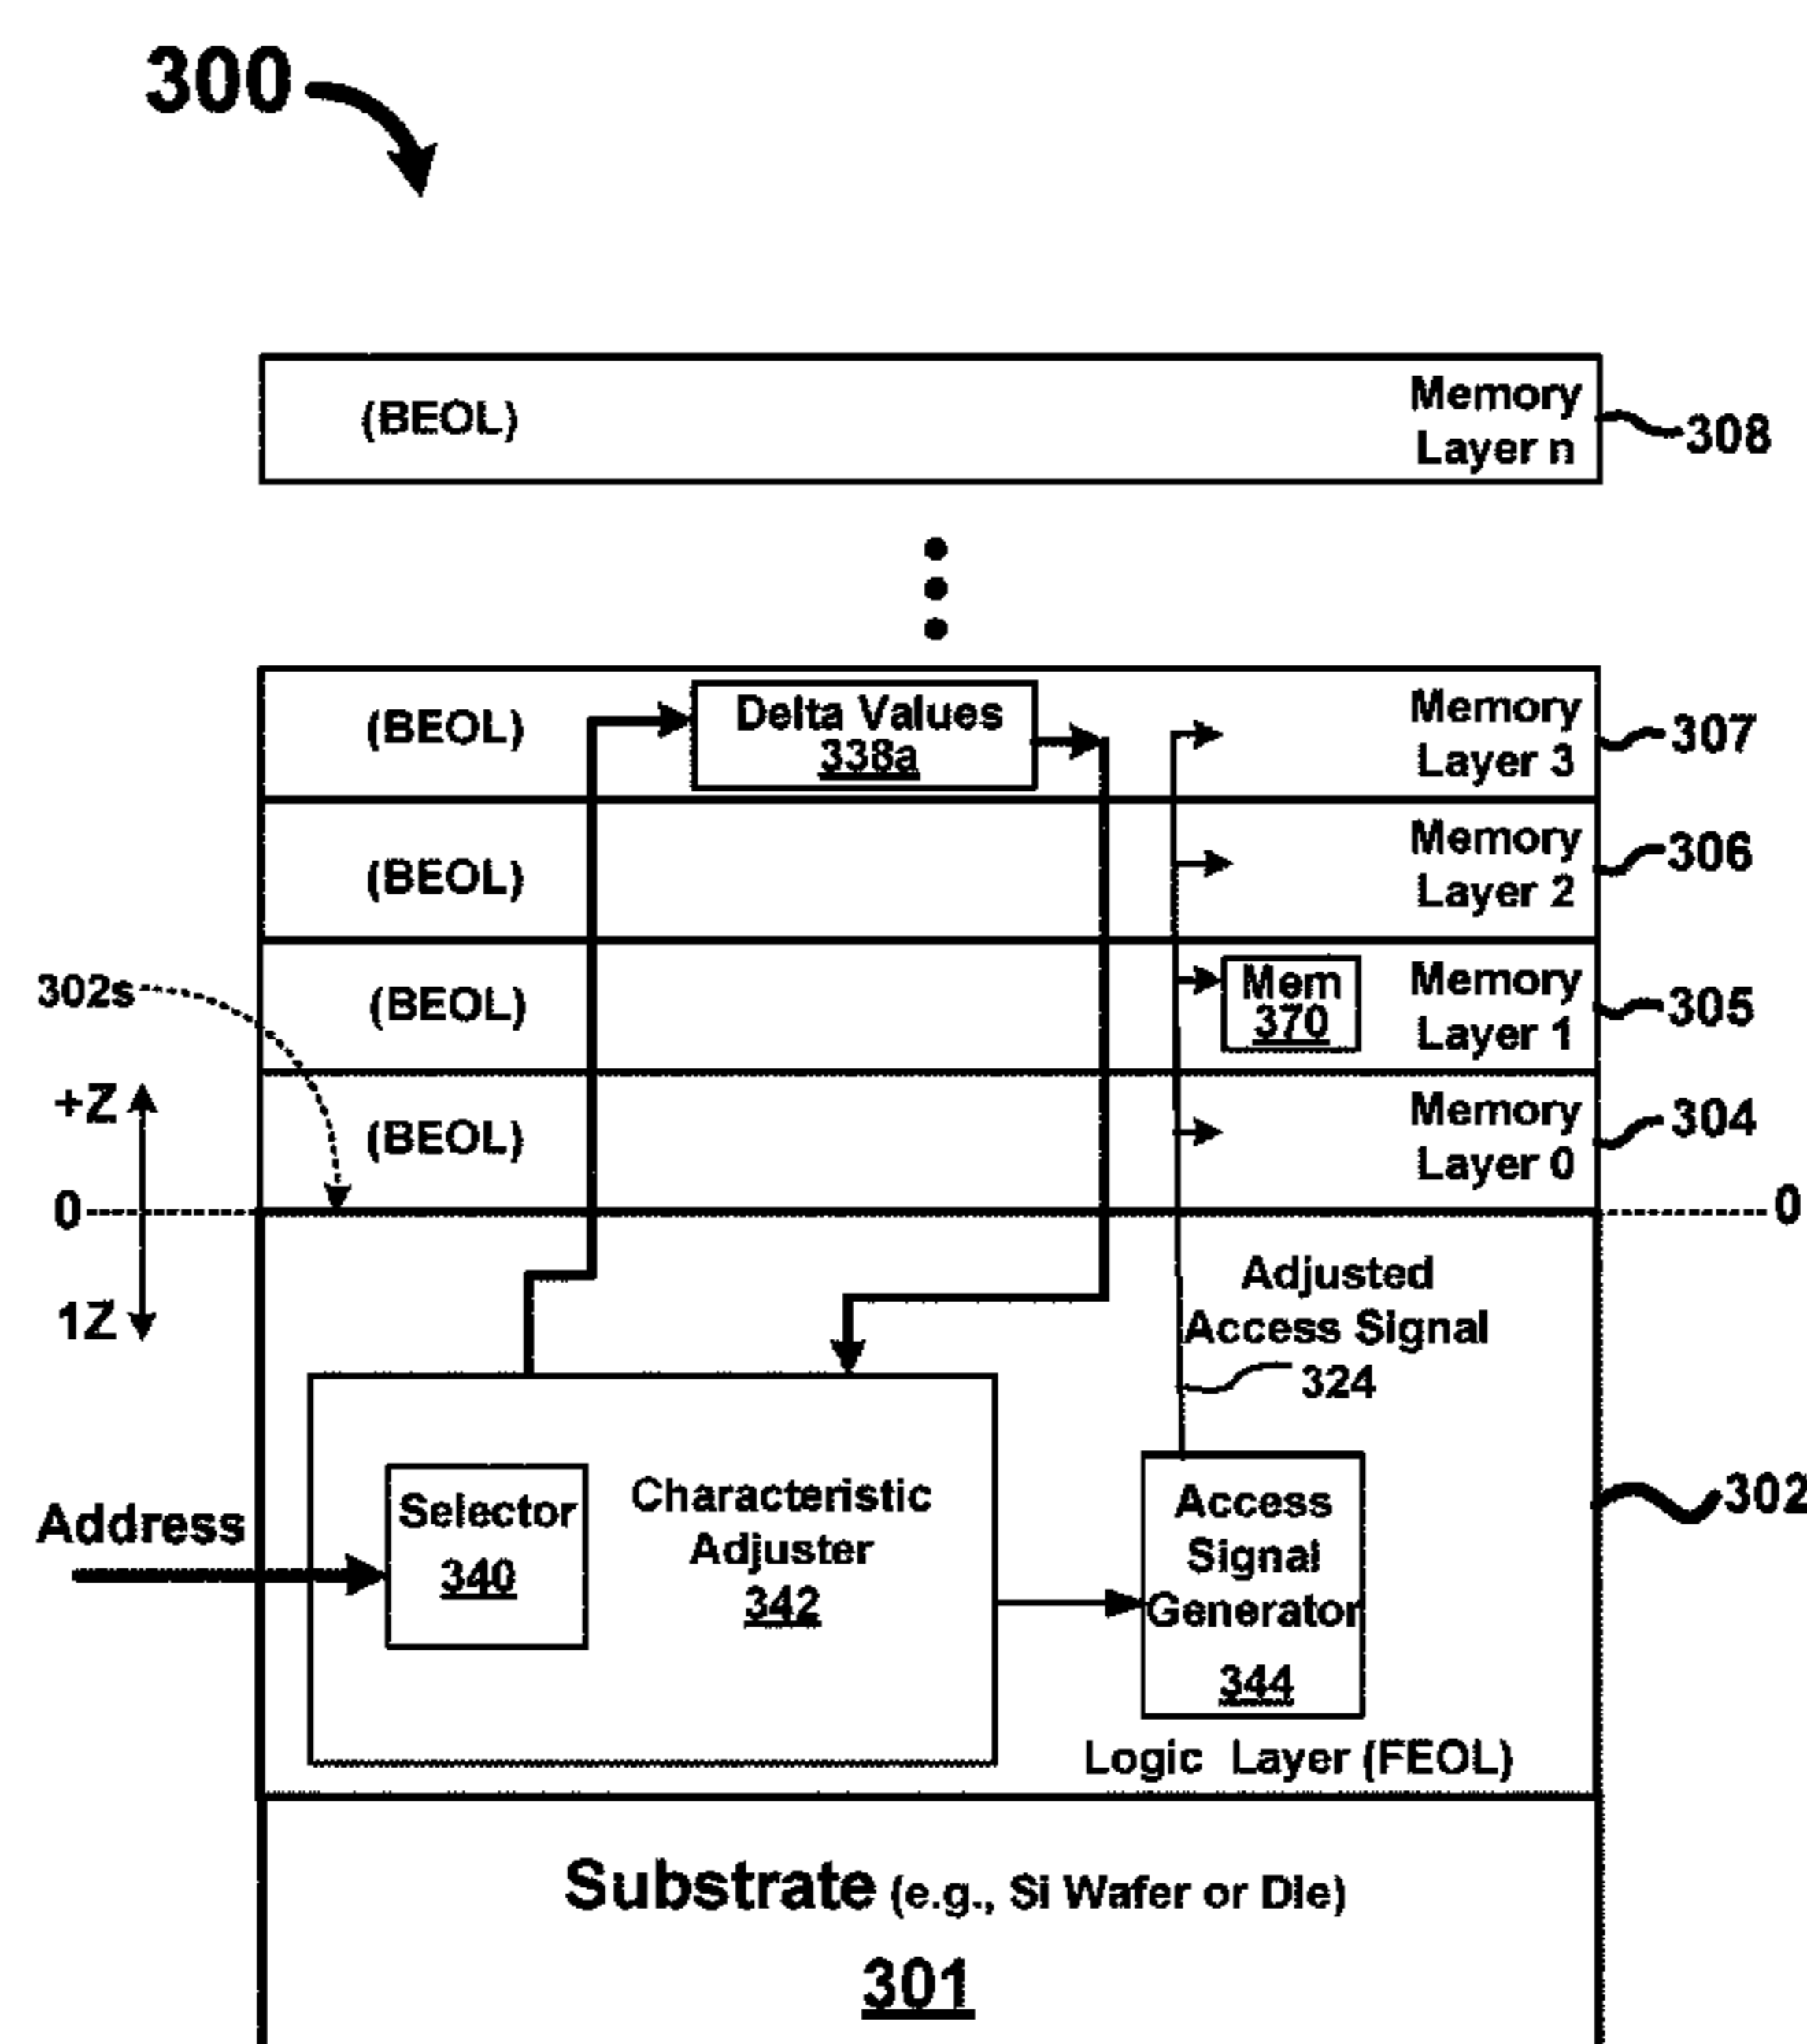 300
(BEOL)
Memory
Layer n
308
(BEOL)
Delta Values
338a
Memory
Layer 3
307
(BEOL)
Memory
Layer 2
306
302s
(BEOL)
Mem
370
Memory
Layer 1
305
+Z
(BEOL)
Memory
Layer 0
304
0
0
1Z
Adjusted
Access Signal
324
Address
Selector
340
Characteristic
Adjuster
342
Access
Signal
Generator
344
302
Logic Layer (FEOL)
Substrate (e.g., Si Wafer or Die)
301